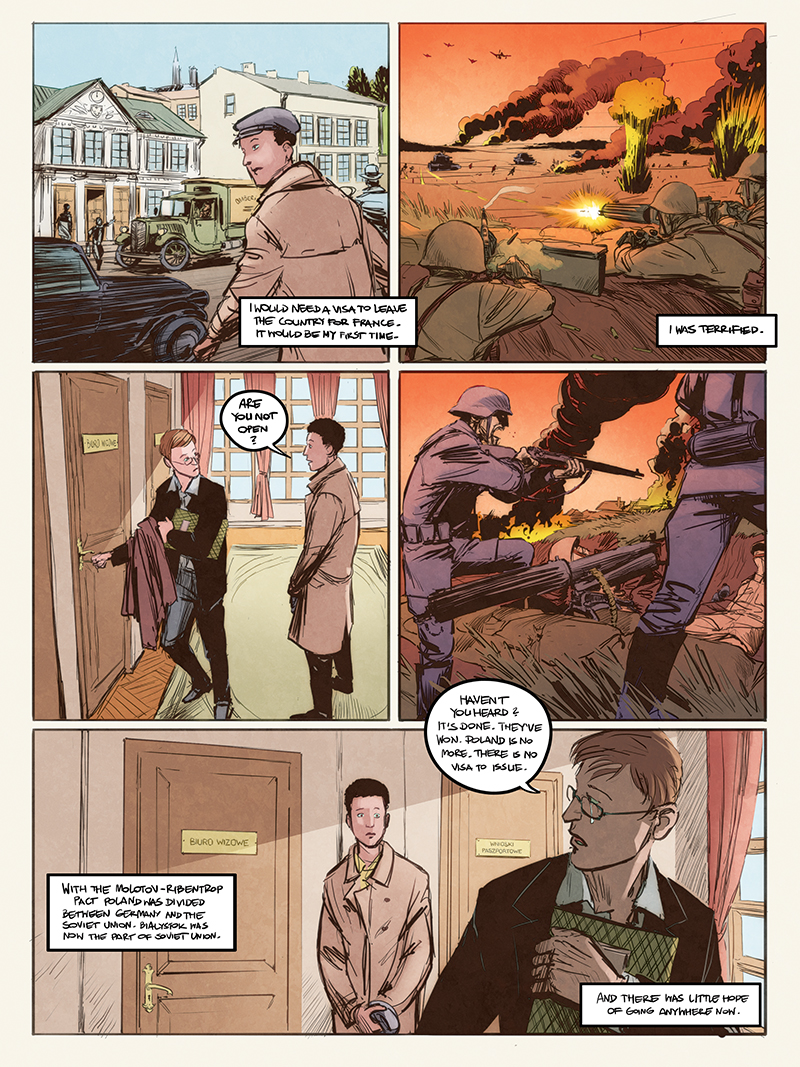 I WOULD NEED A VISA TO LEAVE
THE COUNTRY FOR FRANCE.
IT WOULD BE MY FIRST TIME.
I WAS TERRIFIED.
BIURO WIZOWE
ARE
YOU NOT
OPEN
?
HAVEN'T
YOU HEARD?
IT'S DONE. THEY'VE
WON. POLAND IS NO
MORE. THERE IS NO
VISA TO ISSUE.
BIURO WIZOWE
WNIOSKI
PASZPORTOWE
WITH THE MOLOTOV-RIBENTROP
PACT POLAND WAS DIVIDED
BETWEEN GERMANY AND THE
SOVIET UNION. BIALYSTOK WAS
NOW THE PART OF SOVIET UNION.
AND THERE WAS LITTLE HOPE
OF GOING ANYWHERE NOW.